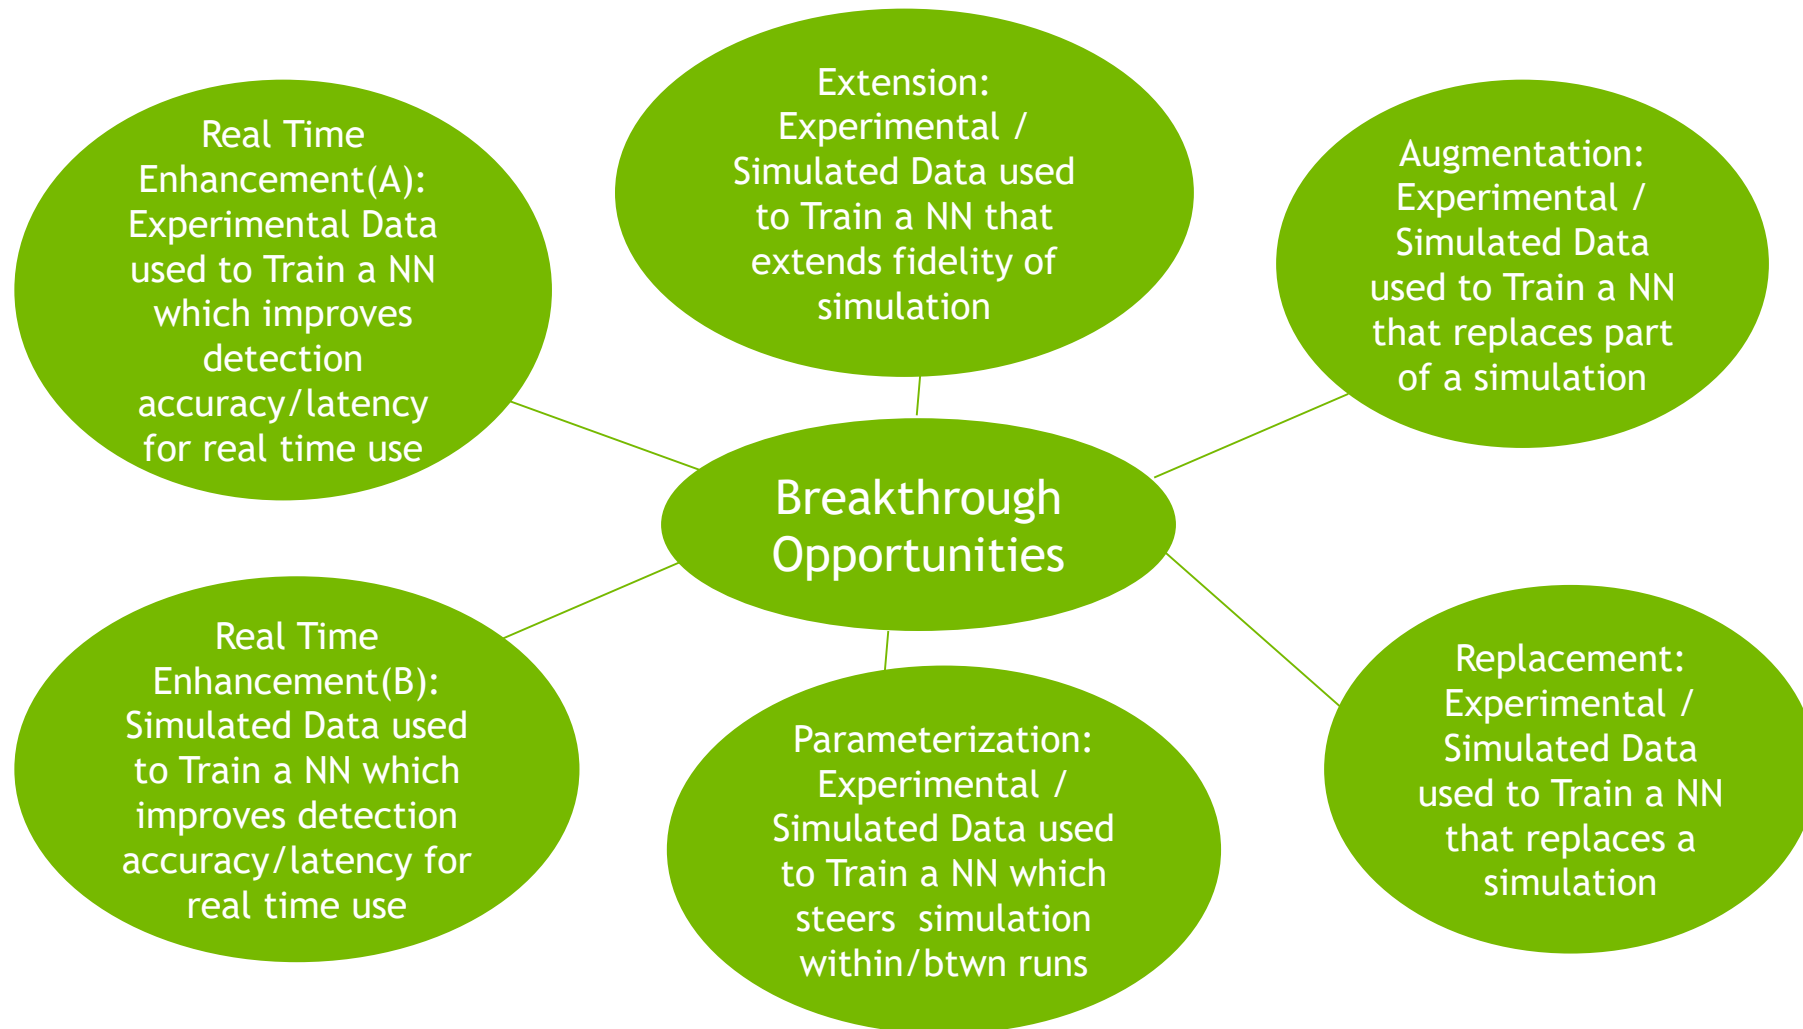 Extension:
Experimental /
Simulated Data used
to Train a NN that
extends fidelity of
simulation
Real Time
Enhancement(A):
Experimental Data
used to Train a NN
which improves
detection
accuracy/latency
for real time use
Augmentation:
Experimental /
Simulated Data
used to Train a NN
that replaces part
of a simulation
Breakthrough
Opportunities
Real Time
Enhancement(B):
Simulated Data used
to Train a NN which
improves detection
accuracy/latency for
real time use
Parameterization:
Experimental /
Simulated Data used
to Train a NN which
steers  simulation
within/btwn runs
Replacement:
Experimental /
Simulated Data
used to Train a NN
that replaces a
simulation